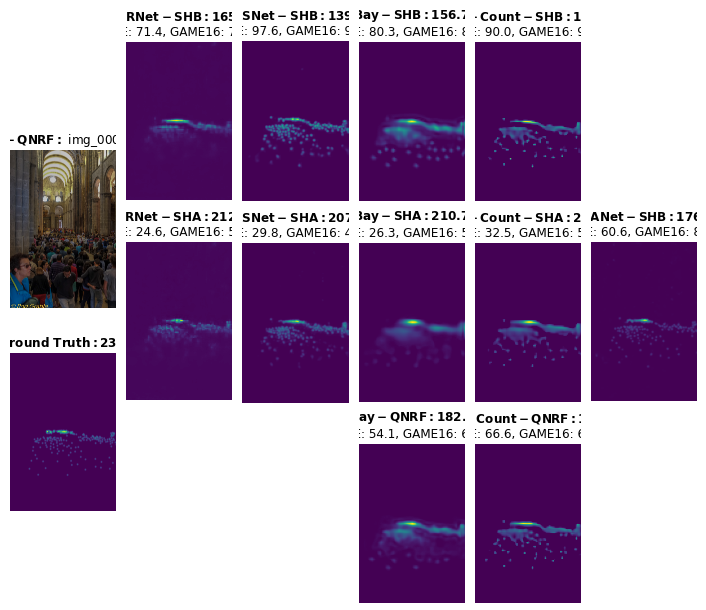 RNet − SHB : 165
E: 71.4, GAME16: 7
SNet − SHB : 139
E: 97.6, GAME16: 9
Bay − SHB : 156.7
E: 80.3, GAME16: 8
- Count − SHB : 1
E: 90.0, GAME16: 9
- QNRF : img_000
RNet − SHA : 212
E: 24.6, GAME16: 5
SNet − SHA : 207
E: 29.8, GAME16: 4
Bay − SHA : 210.7
E: 26.3, GAME16: 5
- Count − SHA : 2
E: 32.5, GAME16: 5
ANet − SHB : 176
E: 60.6, GAME16: 8
round Truth : 23
ay − QNRF : 182.
E: 54.1, GAME16: 6
Count − QNRF : 1
E: 66.6, GAME16: 6